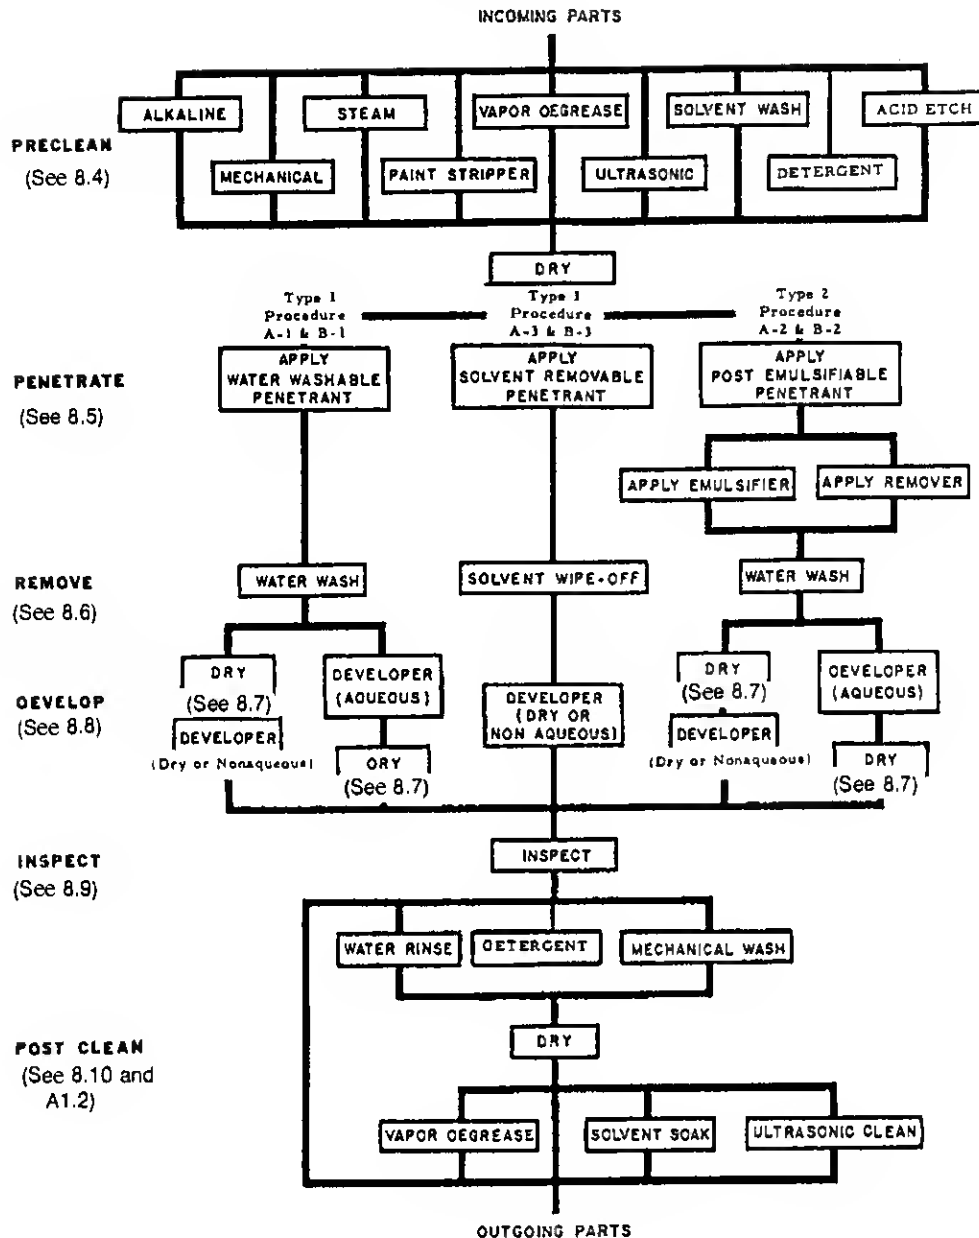 INCOMING PARTS
ALKALINE
STEAM
VAPOR OEGREASE
SOLVENT WASH
ACID ETCH
PRECLEAN
(See 8.4)
MECHANICAL
PAINT STRIPPER
ULTRASONIC
DETERGENT
DRY
Type 1
Procedure
A-1 & B-1
Type 1
Procedure
A-3 & B-3
Type 2
Procedure
A-2 & B-2
PENETRATE
(See 8.5)
APPLY
WATER WASHABLE
PENETRANT
APPLY
SOLVENT REMOVABLE
PENETRANT
APPLY
POST EMULSIFIABLE
PENETRANT
APPLY EMULSIFIER
APPLY REMOVER
REMOVE
(See 8.6)
WATER WASH
SOLVENT WIPE-OFF
WATER WASH
OEVELOP
(See 8.8)
DRY
(See 8.7)
DEVELOPER
(Dry or Nonaqueous)
DEVELOPER
(AQUEOUS)
ORY
(See 8.7)
DEVELOPER
(DRY OR
NON AQUEOUS)
DRY
(See 8.7)
DEVELOPER
(Dry or Nonaqueous)
OEVELOPER
(AQUEOUS)
DRY
(See 8.7)
INSPECT
(See 8.9)
INSPECT
WATER RINSE
DETERGENT
MECHANICAL WASH
POST CLEAN
(See 8.10 and
A1.2)
DRY
VAPOR OEGREASE
SOLVENT SOAK
ULTRASONIC CLEAN
OUTGOING PARTS